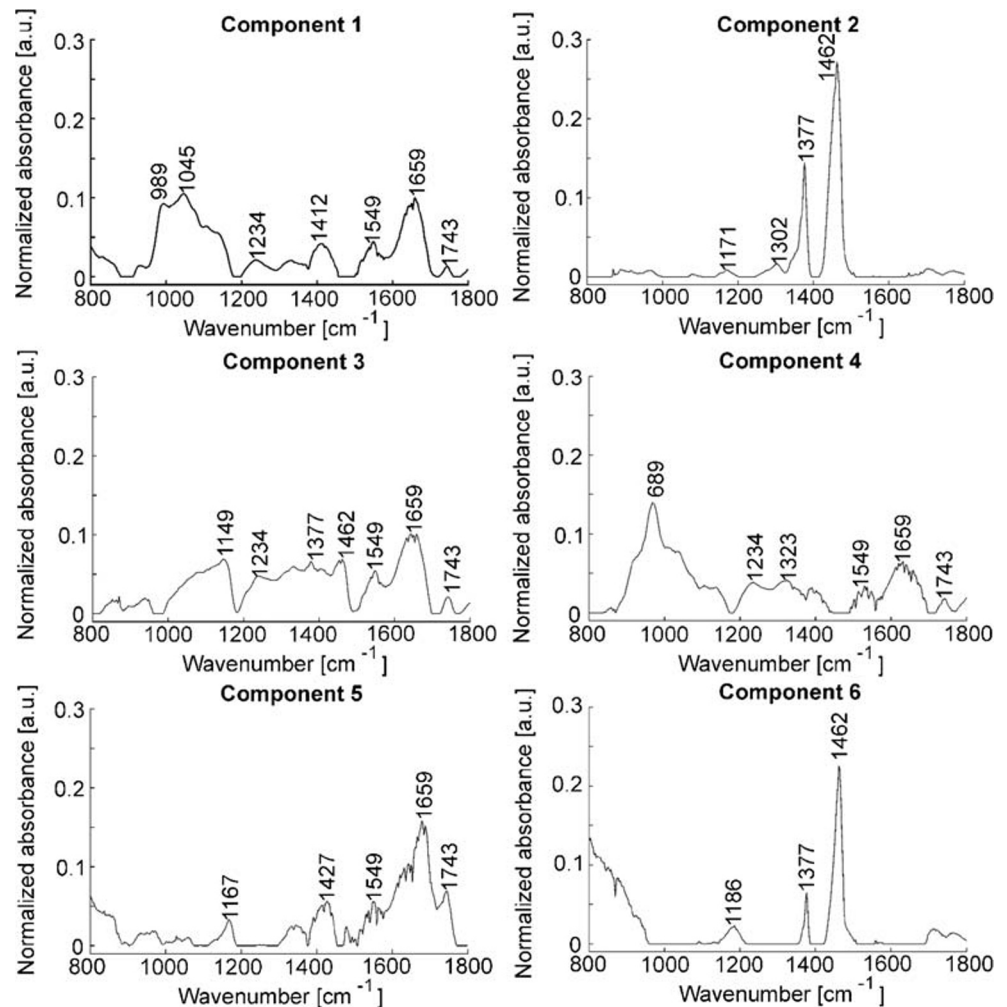 Component 1
Normalized absorbance [a.u.]
0.3
0.2
0.1
0
989
1045
1234
1412
1549
1659
1743
800 1000 1200 1400 1600 1800
Wavenumber [cm⁻¹]
Component 2
Normalized absorbance [a.u.]
0.3
0.2
0.1
0
1171
1302
1377
1462
800 1000 1200 1400 1600 1800
Wavenumber [cm⁻¹]
Component 3
Normalized absorbance [a.u.]
0.3
0.2
0.1
0
1149
1234
1377
1462
1549
1659
1743
800 1000 1200 1400 1600 1800
Wavenumber [cm⁻¹]
Component 4
Normalized absorbance [a.u.]
0.3
0.2
0.1
0
689
1234
1323
1549
1659
1743
800 1000 1200 1400 1600 1800
Wavenumber [cm⁻¹]
Component 5
Normalized absorbance [a.u.]
0.3
0.2
0.1
0
1167
1427
1549
1659
1743
800 1000 1200 1400 1600 1800
Wavenumber [cm⁻¹]
Component 6
Normalized absorbance [a.u.]
0.3
0.2
0.1
0
1186
1377
1462
800 1000 1200 1400 1600 1800
Wavenumber [cm⁻¹]